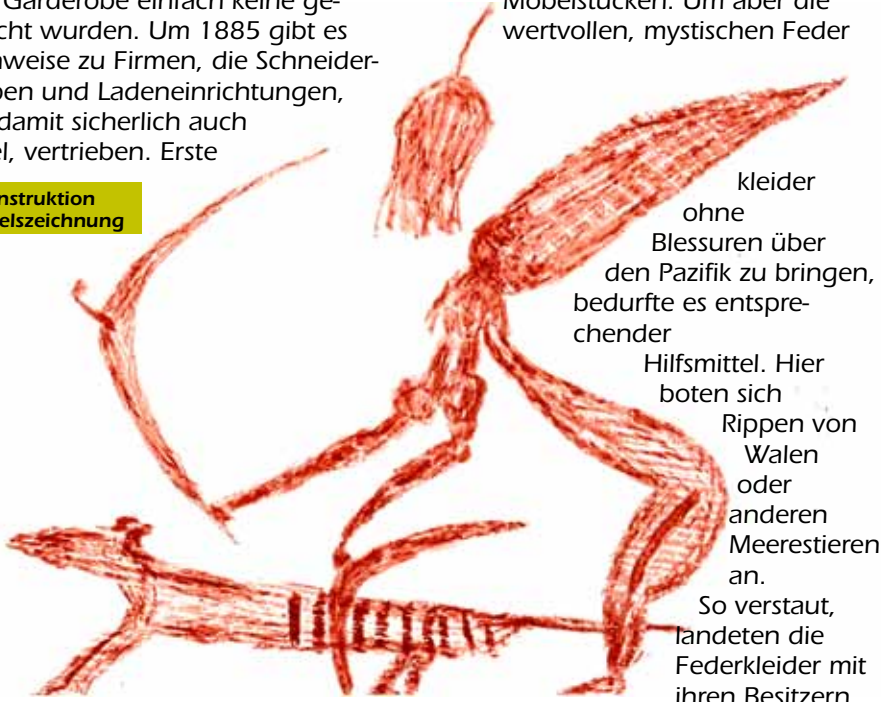 Garderobe einfach keine ge-
cht wurden. Um 1885 gibt es
weise zu Firmen, die Schneider-
pen und Ladeneinrichtungen,
damit sicherlich auch
el, vertrieben. Erste
nstruktion
elszeichnung
Möbelstücken. Um aber die
wertvollen, mystischen Feder
kleider
ohne
Blessuren über
den Pazifik zu bringen,
bedurfte es entspre-
chender
Hilfsmittel. Hier
boten sich
Rippen von
Walen
oder
anderen
Meerestieren
an.
So verstaut,
landeten die
Federkleider mit
ihren Besitzern